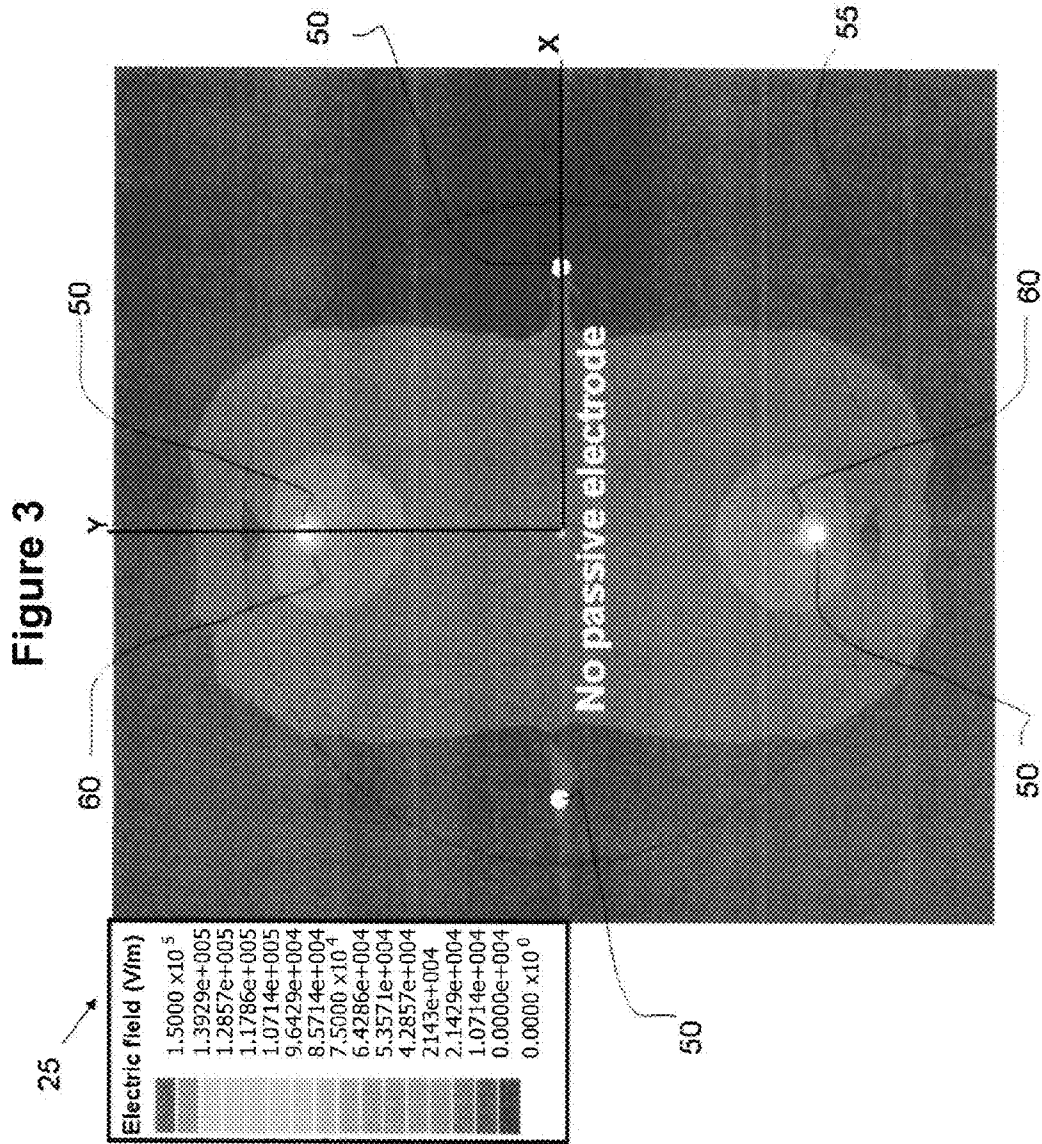 Figure 3
25
Electric field (V/m)
1.5000 x10 5
1.3929e+005
1.2857e+005
1.1786e+005
1.0714e+005
9.6429e+004
8.5714e+004
7.5000 x10 4
6.4286e+004
5.3571e+004
4.2857e+004
2143e+004
2.1429e+004
1.0714e+004
0.0000e+004
0.0000 x10 0
60
Y
50
50
X
No passive electrode
50
50
60
55